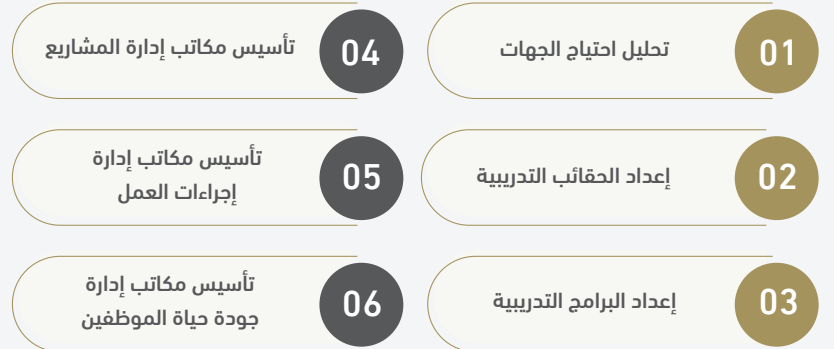 01
تحليل احتياج الجهات
02
إعداد الحقائب التدريبية
03
إعداد البرامج التدريبية
04
تأسيس مكاتب إدارة المشاريع
05
تأسيس مكاتب إدارة
إجراءات العمل
06
تأسيس مكاتب إدارة
جودة حياة الموظفين